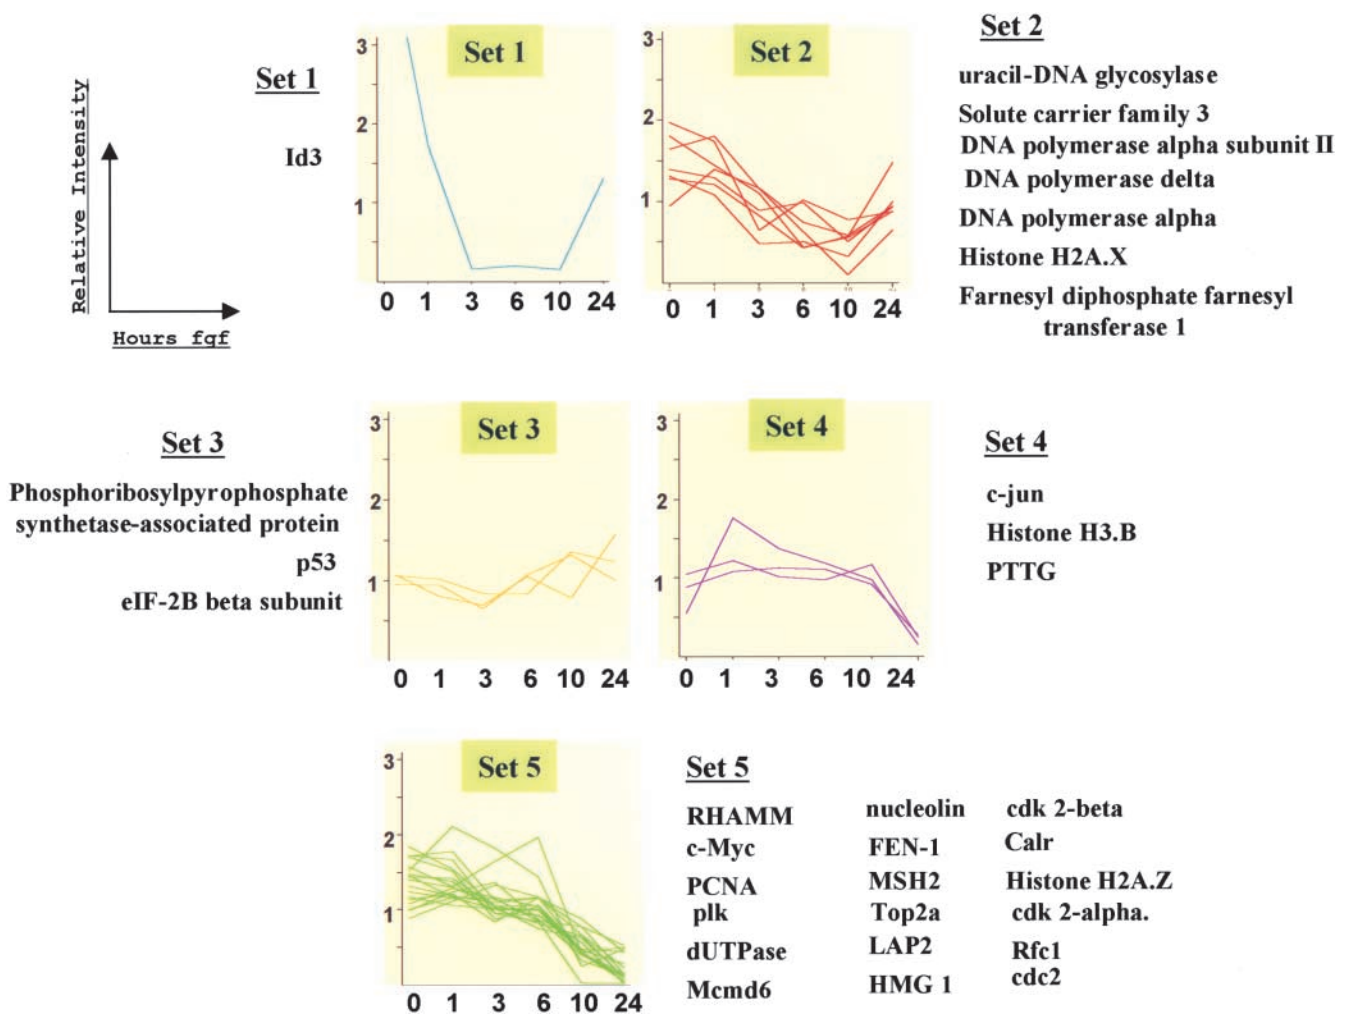 Relative Intensity
Hours fgf
Set 1
Id3
Set 1
3
2
1
0 1 3 6 10 24
Set 2
3
2
1
0 1 3 6 10 24
Set 2
uracil-DNA glycosylase
Solute carrier family 3
DNA polymerase alpha subunit II
DNA polymerase delta
DNA polymerase alpha
Histone H2A.X
Farnesyl diphosphate farnesyl
transferase 1
Set 3
Phosphoribosylpyrophosphate
synthetase-associated protein
p53
eIF-2B beta subunit
Set 3
3
2
1
0 1 3 6 10 24
Set 4
3
2
1
0 1 3 6 10 24
Set 4
c-jun
Histone H3.B
PTTG
Set 5
3
2
1
0 1 3 6 10 24
Set 5
RHAMM nucleolin cdk 2-beta
c-Myc FEN-1 Calr
PCNA MSH2 Histone H2A.Z
plk Top2a cdk 2-alpha.
dUTPase LAP2 Rfc1
Mcmd6 HMG 1 cdc2